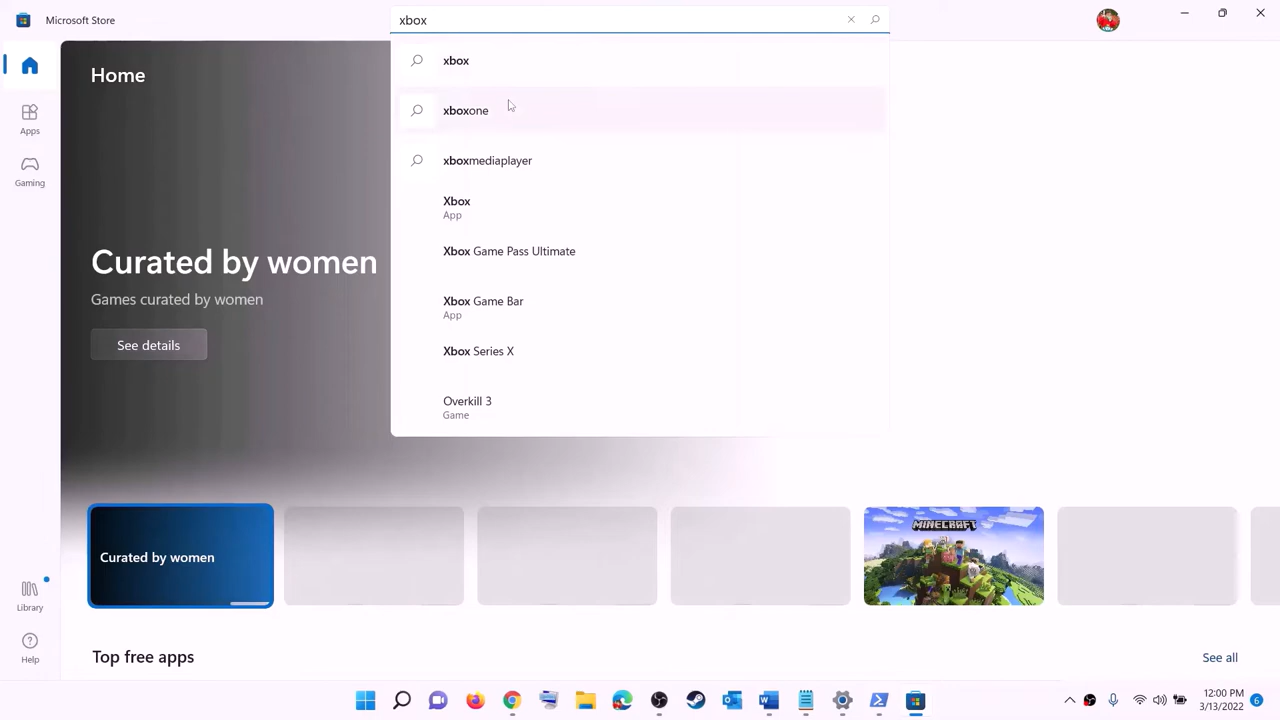 Microsoft Store
xbox
Home
xbox
xboxone
xboxmediaplayer
Xbox
App
Xbox Game Pass Ultimate
Xbox Game Bar
App
Xbox Series X
Overkill 3
Game
Apps
Gaming
Curated by women
Games curated by women
See details
Curated by women
MINECRAFT
Library
Help
Top free apps
See all
12:00 PM
3/13/2022
6